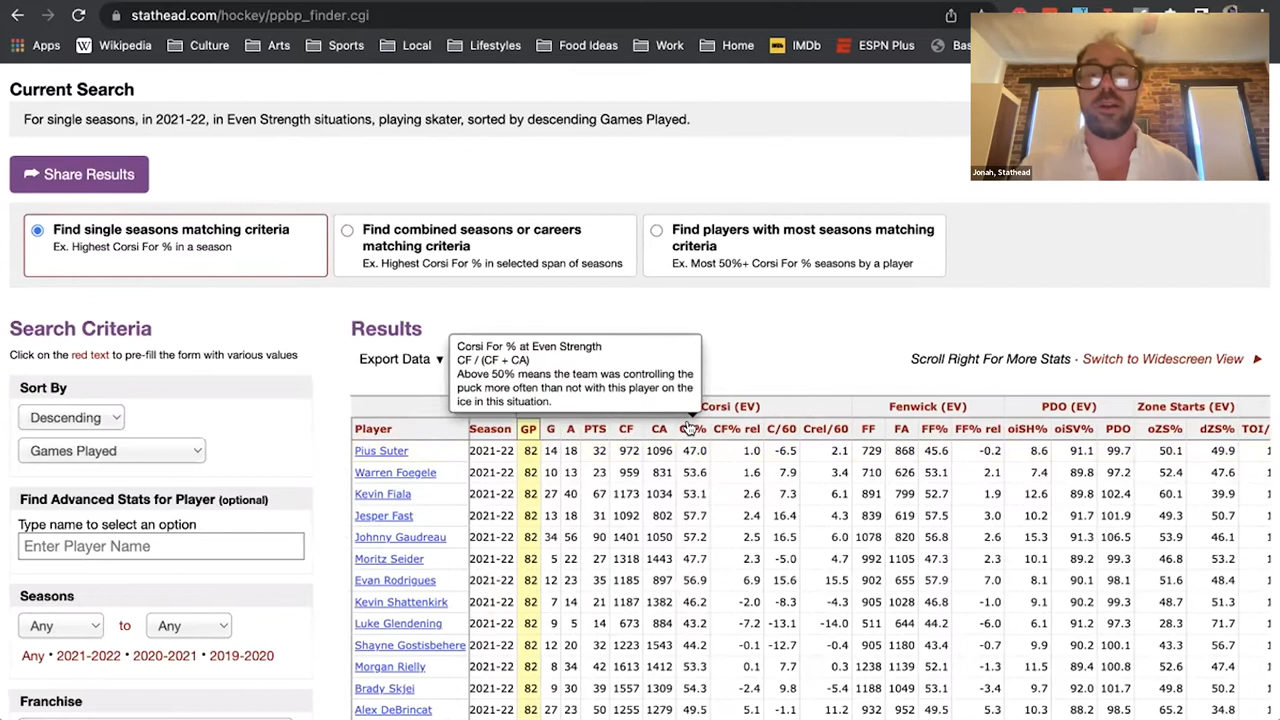 stathead.com/hockey/ppbp_finder.cgi
Apps Wikipedia Culture Arts Sports Local Lifestyles Food Ideas Work Home IMDb ESPN Plus Bas
Jonah, Stathead
Current Search
For single seasons, in 2021-22, in Even Strength situations, playing skater, sorted by descending Games Played.
Share Results
Find single seasons matching criteria
Ex. Highest Corsi For % in a season
Find combined seasons or careers
matching criteria
Ex. Highest Corsi For % in selected span of seasons
Find players with most seasons matching
criteria
Ex. Most 50%+ Corsi For % seasons by a player
Search Criteria
Click on the red text to pre-fill the form with various values
Sort By
Descending
Games Played
Find Advanced Stats for Player (optional)
Type name to select an option
Enter Player Name
Seasons
Any to Any
Any • 2021-2022 • 2020-2021 • 2019-2020
Franchise
Results
Export Data ▼
Corsi For % at Even Strength
CF / (CF + CA)
Above 50% means the team was controlling the
puck more often than not with this player on the
ice in this situation.
Scroll Right For More Stats · Switch to Widescreen View ▶
Corsi (EV) Fenwick (EV) PDO (EV) Zone Starts (EV)
Player Season GP G A PTS CF CA % CF% rel C/60 Crel/60 FF FA FF% FF% rel oiSH% oiSV% PDO oZS% dZS% TOI/
Pius Suter 2021-22 82 14 18 32 972 1096 47.0 1.0 -6.5 2.1 729 868 45.6 -0.2 8.6 91.1 99.7 50.1 49.9 1
Warren Foegele 2021-22 82 10 13 23 959 831 53.6 1.6 7.9 3.4 710 626 53.1 2.1 7.4 89.8 97.2 52.4 47.6 1
Kevin Fiala 2021-22 82 27 40 67 1173 1034 53.1 2.6 7.3 6.1 891 799 52.7 1.9 12.6 89.8 102.4 60.1 39.9 1
Jesper Fast 2021-22 82 13 18 31 1092 802 57.7 2.4 16.4 4.3 839 619 57.5 3.0 10.2 91.7 101.9 49.3 50.7 1
Johnny Gaudreau 2021-22 82 34 56 90 1401 1050 57.2 2.5 16.5 6.0 1078 820 56.8 2.6 15.3 91.3 106.5 53.9 46.1 1
Moritz Seider 2021-22 82 5 22 27 1318 1443 47.7 2.3 -5.0 4.7 992 1105 47.3 2.3 10.1 89.2 99.3 46.8 53.2 1
Evan Rodrigues 2021-22 82 12 23 35 1185 897 56.9 6.9 15.6 15.5 902 655 57.9 7.0 8.1 90.1 98.1 51.6 48.4 1
Kevin Shattenkirk 2021-22 82 7 14 21 1187 1382 46.2 -2.0 -8.3 -4.3 905 1028 46.8 -1.0 9.1 90.2 99.3 48.7 51.3 1
Luke Glendening 2021-22 82 9 5 14 673 884 43.2 -7.2 -13.1 -14.0 511 644 44.2 -6.0 6.1 91.2 97.3 28.3 71.7 1
Shayne Gostisbehere 2021-22 82 12 20 32 1223 1543 44.2 -0.1 -12.7 -0.4 905 1180 43.4 -0.7 9.9 90.2 100.1 43.3 56.7 1
Morgan Rielly 2021-22 82 8 34 42 1613 1412 53.3 0.1 7.7 0.3 1238 1139 52.1 -1.3 11.5 89.4 100.8 52.6 47.4 1
Brady Skjei 2021-22 82 9 30 39 1557 1309 54.3 -2.4 9.8 -5.4 1188 1049 53.1 -3.4 9.7 92.0 101.7 49.8 50.2 1
Alex DeBrincat 2021-22 82 27 23 50 1255 1279 49.5 5.1 -1.1 11.2 932 952 49.5 5.3 10.3 88.2 98.5 65.2 34.8 1